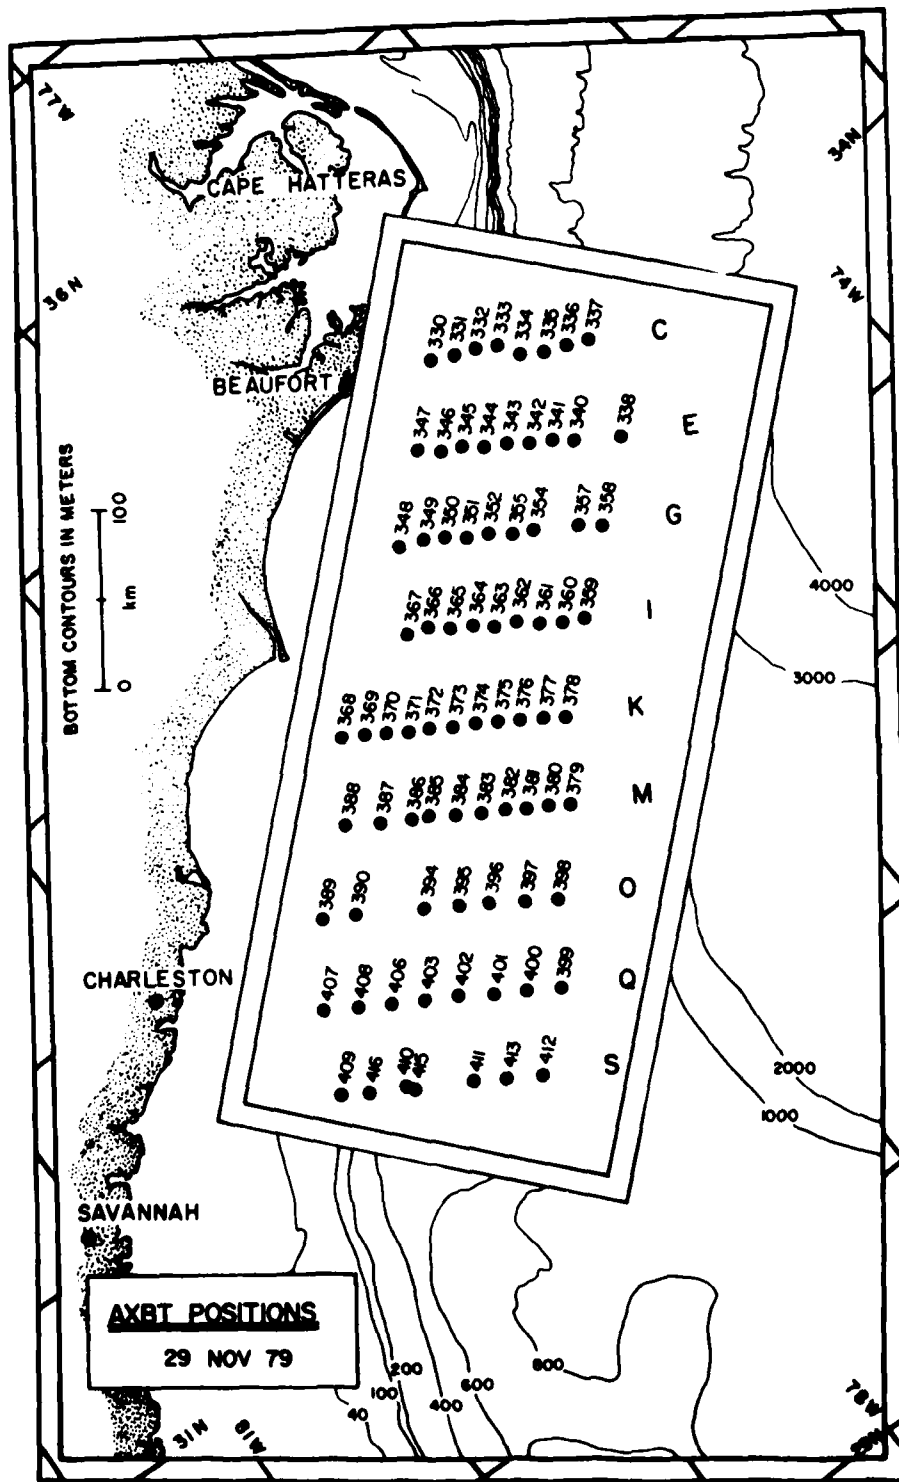 77W
34N
CAPE HATTERAS
36N
74W
330 331 332 333 334 335 336 337 C
BEAUFORT
347 346 345 344 343 342 341 340 338 E
BOTTOM CONTOURS IN METERS
100
km
0
348 349 350 351 352 355 354 357 358 G
4000
367 366 365 364 363 362 361 360 359 I
3000
368 369 370 371 372 373 374 375 376 377 378 K
388 387 386 385 384 383 382 381 380 379 M
389 390 394 395 396 397 398 O
CHARLESTON
407 408 406 403 402 401 400 399 Q
409 416 410 415 411 413 412 S
2000
1000
SAVANNAH
AXBT POSITIONS
29 NOV 79
40
100
200
400
600
800
31N
81W
78W
29N